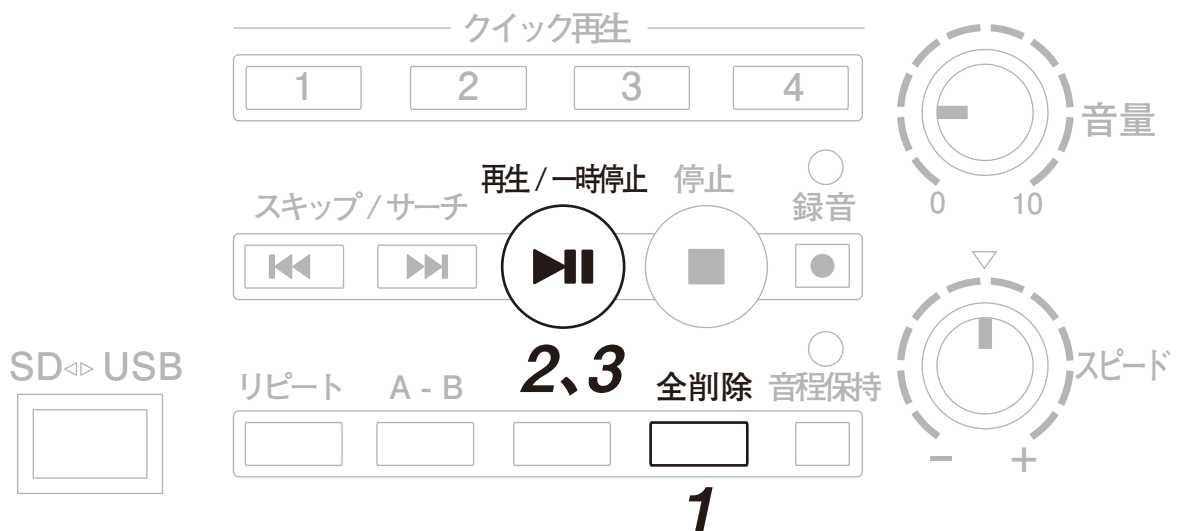 クイック再生
1 2 3 4
音量
0 10
再生 / 一時停止 停止
スキップ / サーチ 録音
2、3
SD◁▷USB
リピート A - B 全削除 音程保持
スピード
− +
1